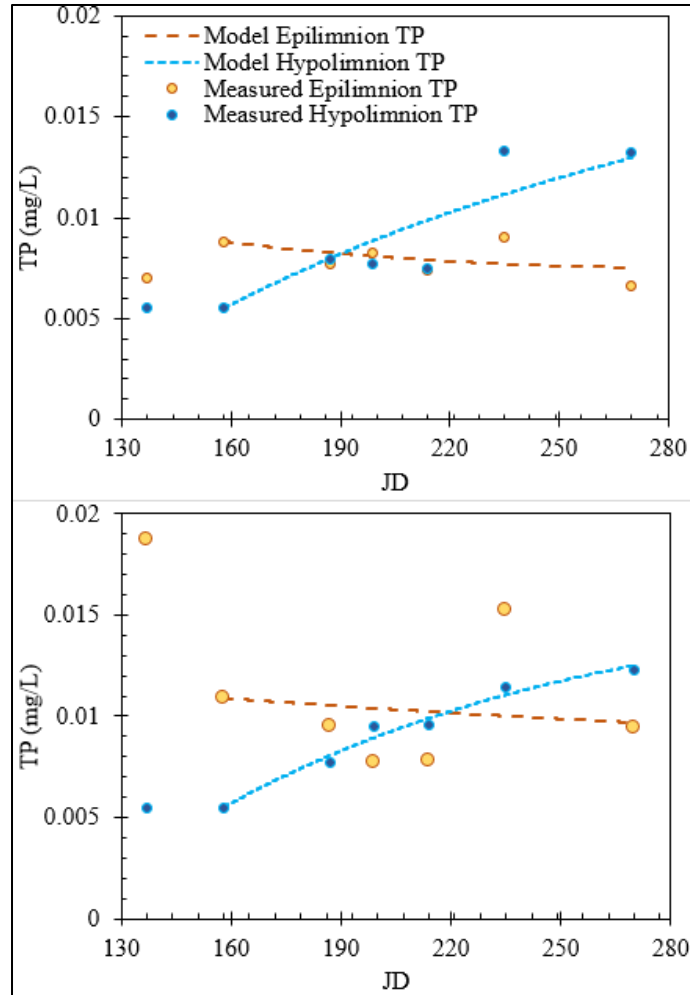 0.02
Model Epilimnion TP
Model Hypolimnion TP
Measured Epilimnion TP
Measured Hypolimnion TP
0.015
0.01
0.005
0
TP (mg/L)
130 160 190 220 250 280
JD
0.02
0.015
0.01
0.005
0
TP (mg/L)
130 160 190 220 250 280
JD